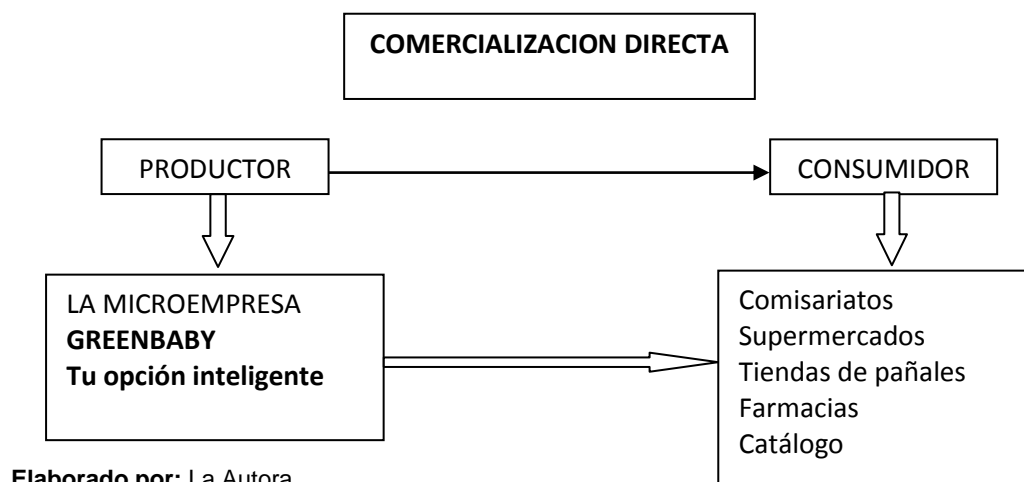 COMERCIALIZACION DIRECTA
PRODUCTOR
CONSUMIDOR
LA MICROEMPRESA
GREENBABY
Tu opción inteligente
Comisariatos
Supermercados
Tiendas de pañales
Farmacias
Catálogo
Elaborado por: La Autora